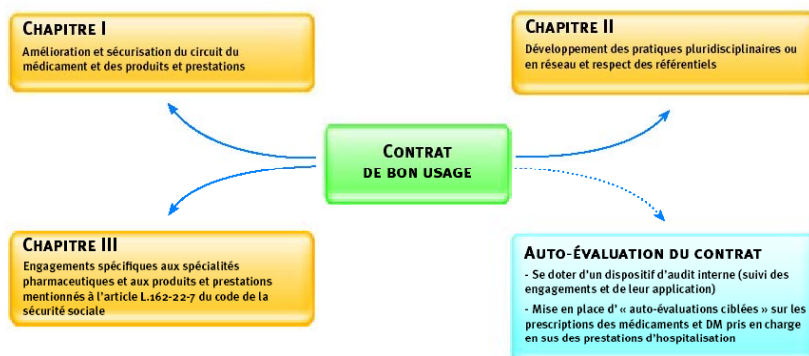 CHAPITRE I
Amélioration et sécurisation du circuit du
médicament et des produits et prestations
CHAPITRE II
Développement des pratiques pluridisciplinaires ou
en réseau et respect des référentiels
CONTRAT
DE BON USAGE
CHAPITRE III
Engagements spécifiques aux spécialités
pharmaceutiques et aux produits et prestations
mentionnés à l'article L.162-22-7 du code de la
sécurité sociale
AUTO-ÉVALUATION DU CONTRAT
- Se doter d'un dispositif d'audit interne (suivi des
engagements et de leur application)
- Mise en place d'« auto-évaluations ciblées » sur les
prescriptions des médicaments et DM pris en charge
en sus des prestations d'hospitalisation